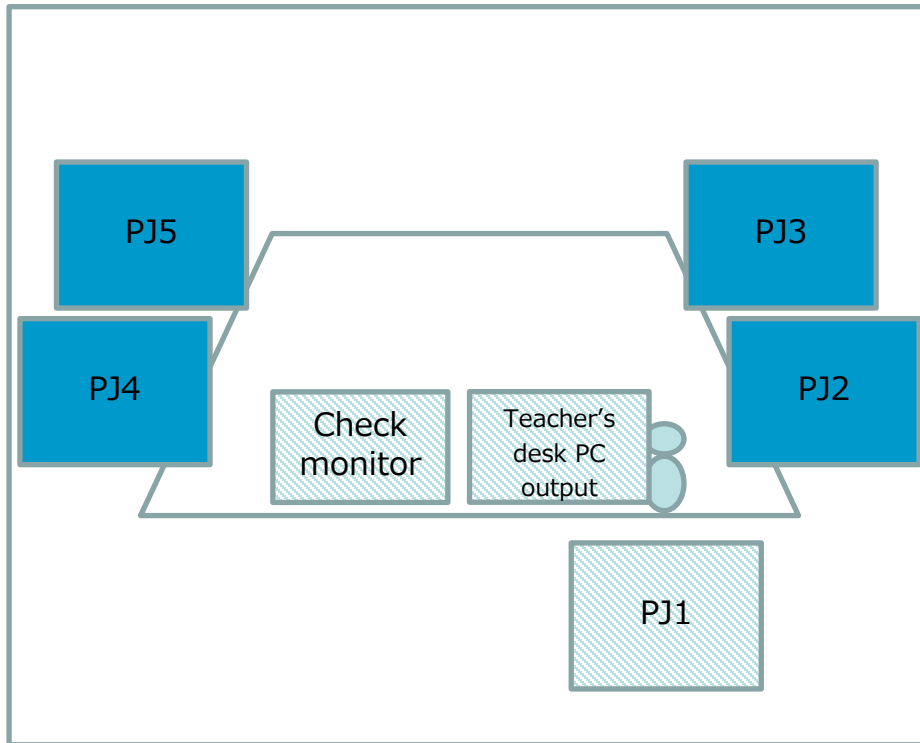 PJ5
PJ3
PJ4
PJ2
Check
monitor
Teacher’s
desk PC
output
PJ1